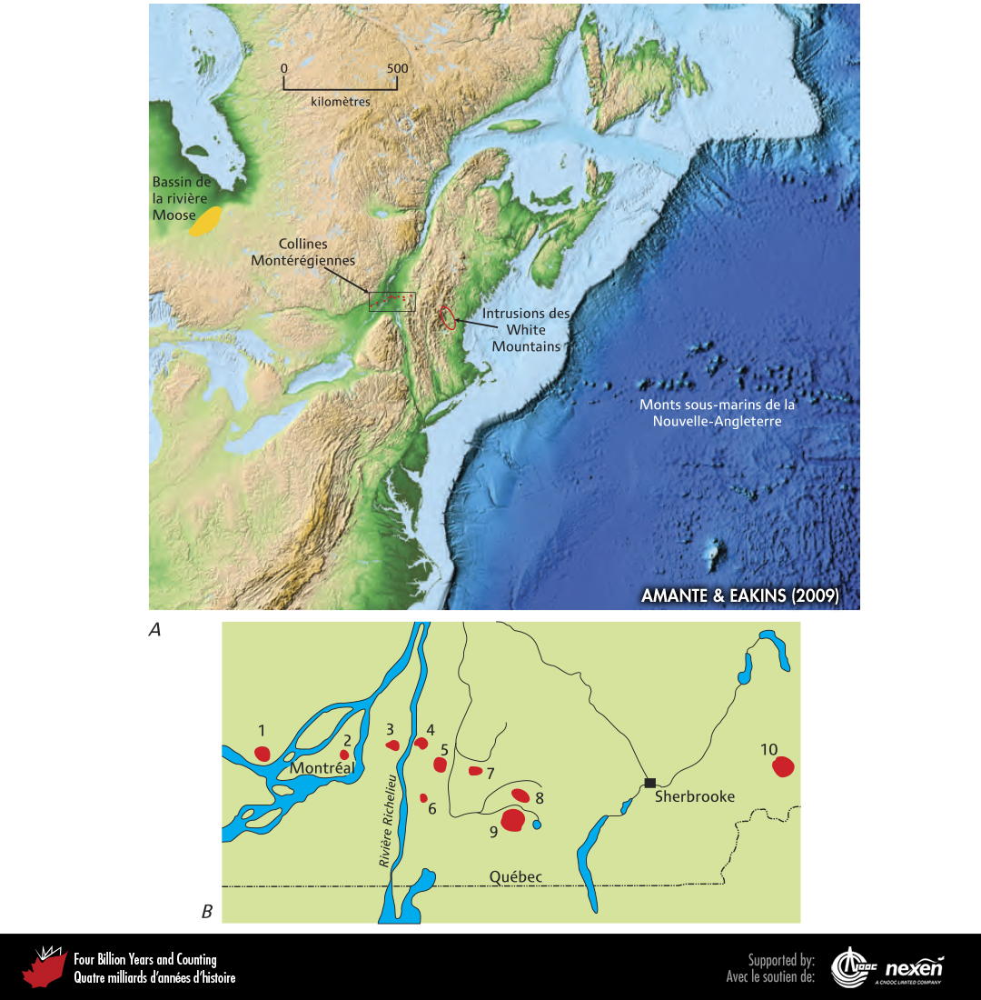 0 500
kilomètres
Bassin de
la rivière
Moose
Collines
Montérégiennes
Intrusions des
White
Mountains
Monts sous-marins de la
Nouvelle-Angleterre
AMANTE & EAKINS (2009)
A
1
2
3
4
5
6
7
8
9
10
Montréal
Rivière Richelieu
Sherbrooke
Québec
B
Four Billion Years and Counting
Quatre milliards d'années d'histoire
Supported by:
Avec le soutien de:
CNOOC
nexen
A CNOOC LIMITED COMPANY